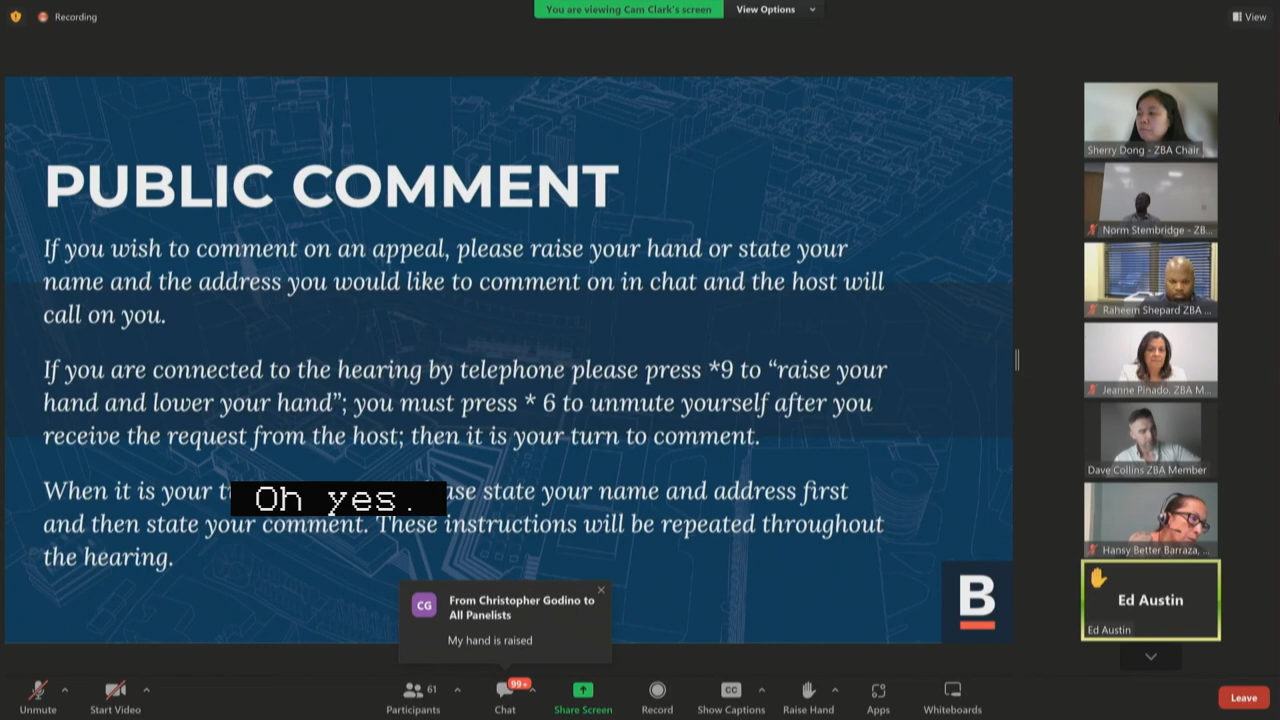 Recording
You are viewing Cam Clark's screen
View Options
View
PUBLIC COMMENT
If you wish to comment on an appeal, please raise your hand or state your
name and the address you would like to comment on in chat and the host will
call on you.
If you are connected to the hearing by telephone please press *9 to “raise your
hand and lower your hand”; you must press * 6 to unmute yourself after you
receive the request from the host; then it is your turn to comment.
When it is your t
Oh yes.
ase state your name and address first
and then state your comment. These instructions will be repeated throughout
the hearing.
B
CG
From Christopher Godino to
All Panelists
My hand is raised
Sherry Dong - ZBA Chair
Norm Stembridge - ZB...
Raheem Shepard ZBA ...
Jeanne Pinado. ZBA M...
Dave Collins ZBA Member
Hansy Better Barraza, ...
Ed Austin
Ed Austin
Unmute
Start Video
61
Participants
99+
Chat
Share Screen
Record
CC
Show Captions
Raise Hand
Apps
Whiteboards
Leave